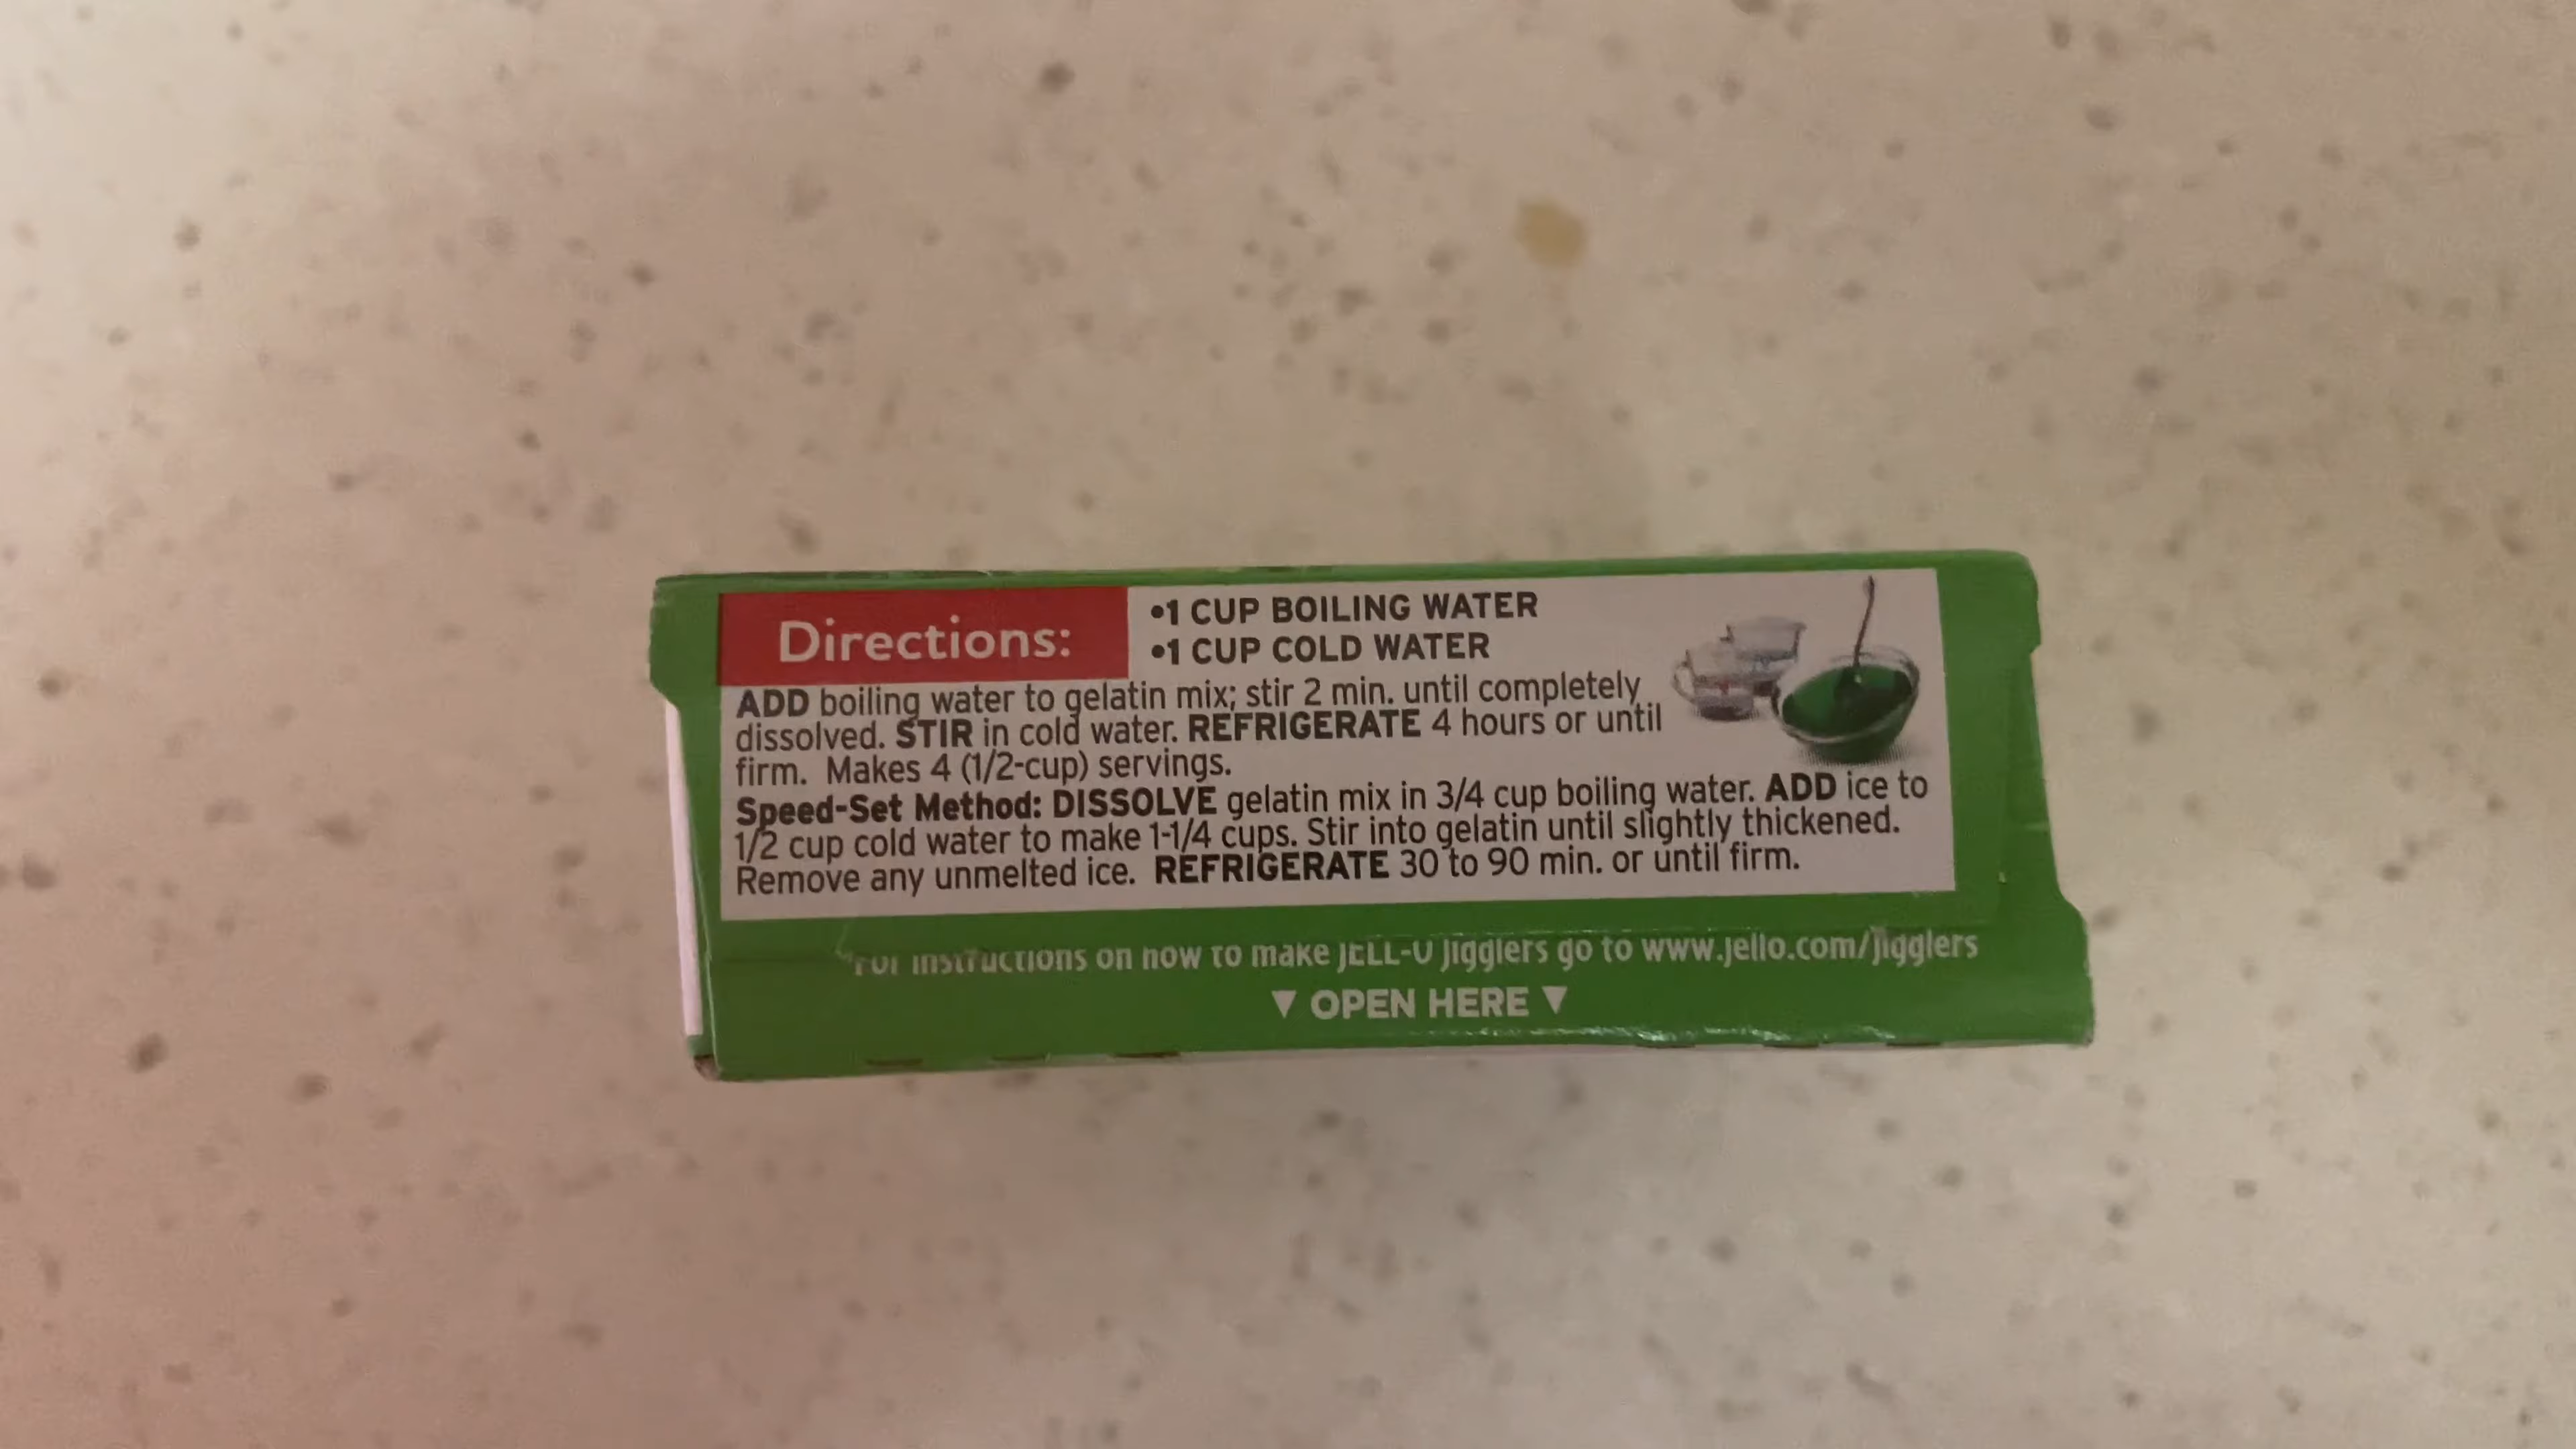 Directions:
•1 CUP BOILING WATER
•1 CUP COLD WATER
ADD boiling water to gelatin mix; stir 2 min. until completely
dissolved. STIR in cold water. REFRIGERATE 4 hours or until
firm. Makes 4 (1/2-cup) servings.
Speed-Set Method: DISSOLVE gelatin mix in 3/4 cup boiling water. ADD ice to
1/2 cup cold water to make 1-1/4 cups. Stir into gelatin until slightly thickened.
Remove any unmelted ice. REFRIGERATE 30 to 90 min. or until firm.
For instructions on how to make JELL-O Jigglers go to www.jello.com/jigglers
▼ OPEN HERE ▼